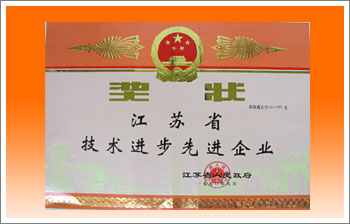 奖状
江苏省
技术进步先进企业
江苏省人民政府